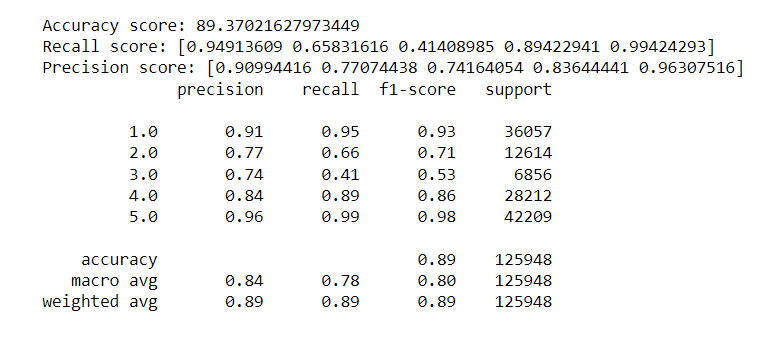 Accuracy score: 89.37021627973449
Recall score: [0.94913609 0.65831616 0.41408985 0.89422941 0.99424293]
Precision score: [0.90994416 0.77074438 0.74164054 0.83644441 0.96307516]
precision recall f1-score support
1.0 0.91 0.95 0.93 36057
2.0 0.77 0.66 0.71 12614
3.0 0.74 0.41 0.53 6856
4.0 0.84 0.89 0.86 28212
5.0 0.96 0.99 0.98 42209
accuracy 0.89 125948
macro avg 0.84 0.78 0.80 125948
weighted avg 0.89 0.89 0.89 125948